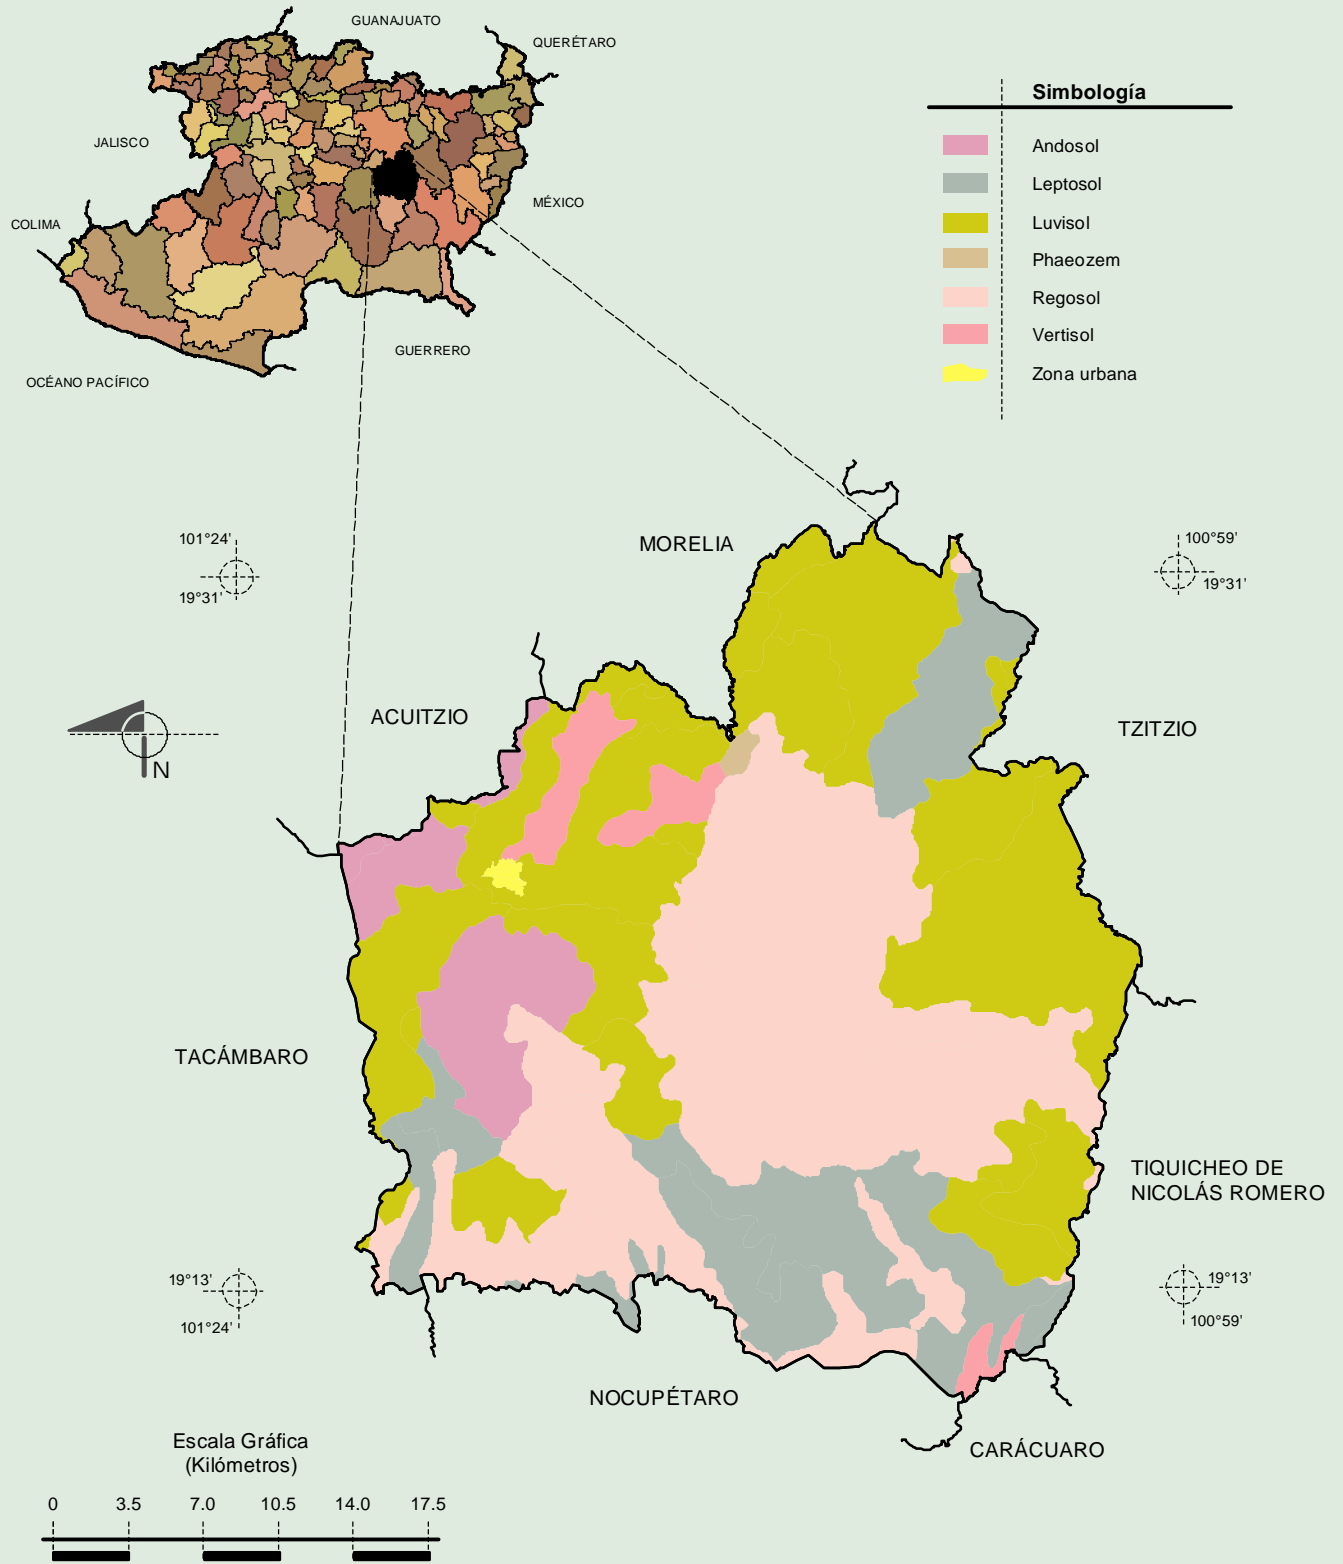 GUANAJUATO
QUERÉTARO
JALISCO
COLIMA
MÉXICO
GUERRERO
OCÉANO PACÍFICO
Simbología
Andosol
Leptosol
Luvisol
Phaeozem
Regosol
Vertisol
Zona urbana
101°24'
19°31'
MORELIA
100°59'
19°31'
ACUITZIO
TZITZIO
N
TACÁMBARO
TIQUICHEO DE
NICOLÁS ROMERO
19°13'
101°24'
19°13'
100°59'
NOCUPÉTARO
CARÁCUARO
Escala Gráfica
(Kilómetros)
0 3.5 7.0 10.5 14.0 17.5